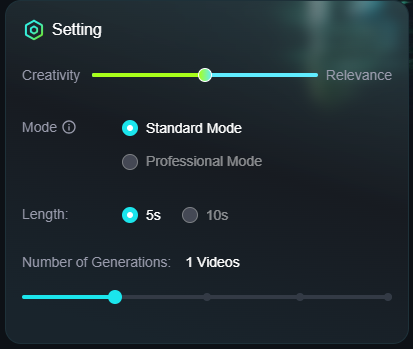 Setting
Creativity Relevance
Mode
Standard Mode
Professional Mode
Length: 5s 10s
Number of Generations: 1 Videos